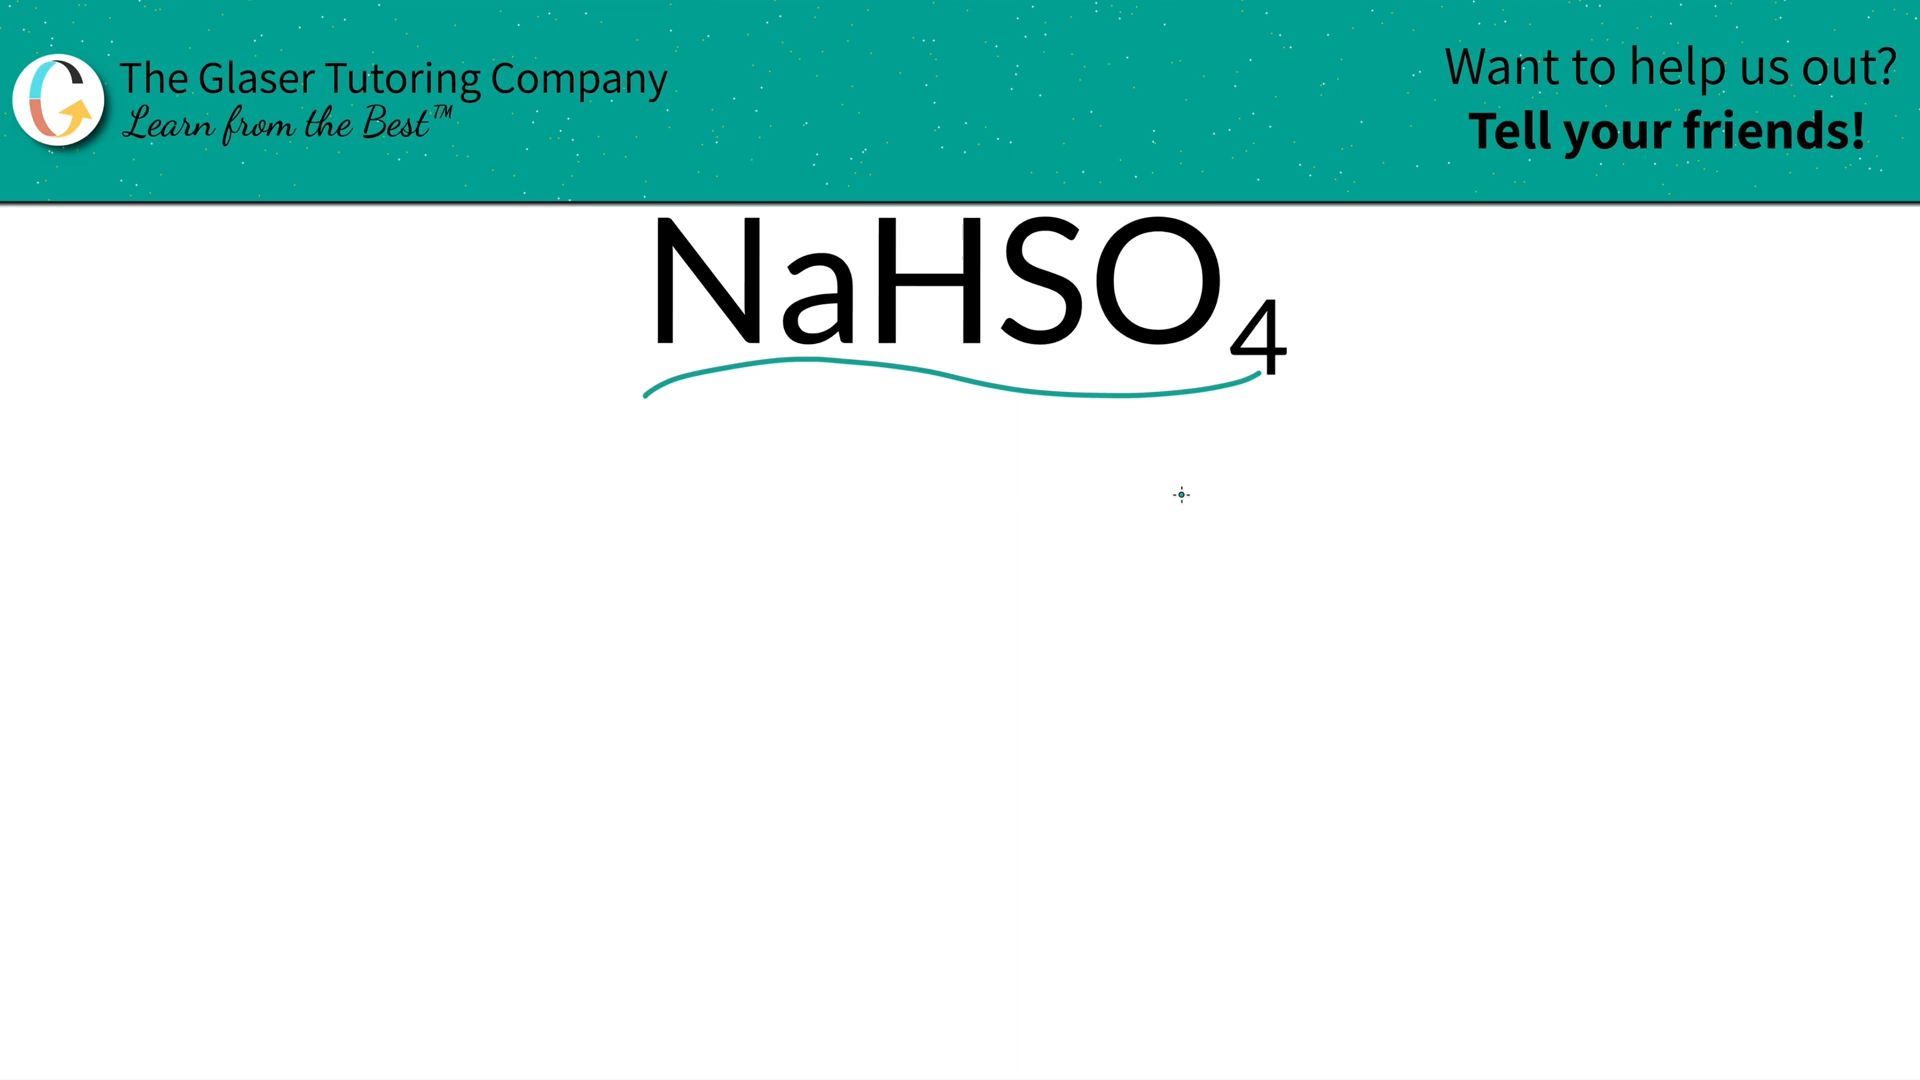 The Glaser Tutoring Company
Learn from the Best™
Want to help us out?
Tell your friends!
NaHSO₄